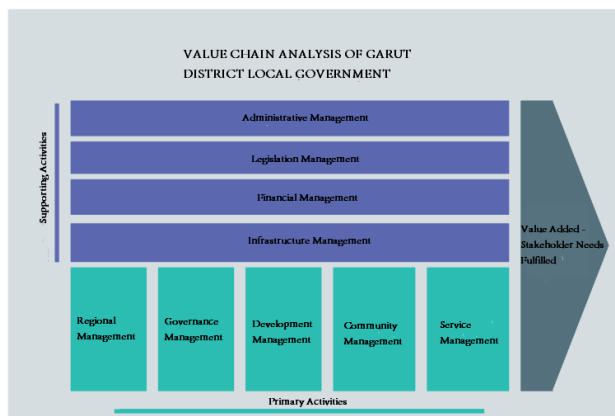 VALUE CHAIN ANALYSIS OF GARUT
DISTRICT LOCAL GOVERNMENT
Supporting Activities
Administrative Management
Legislation Management
Financial Management
Infrastructure Management
Value Added -
Stakeholder Needs
Fulfilled
Regional
Management
Governance
Management
Development
Management
Community
Management
Service
Management
Primary Activities